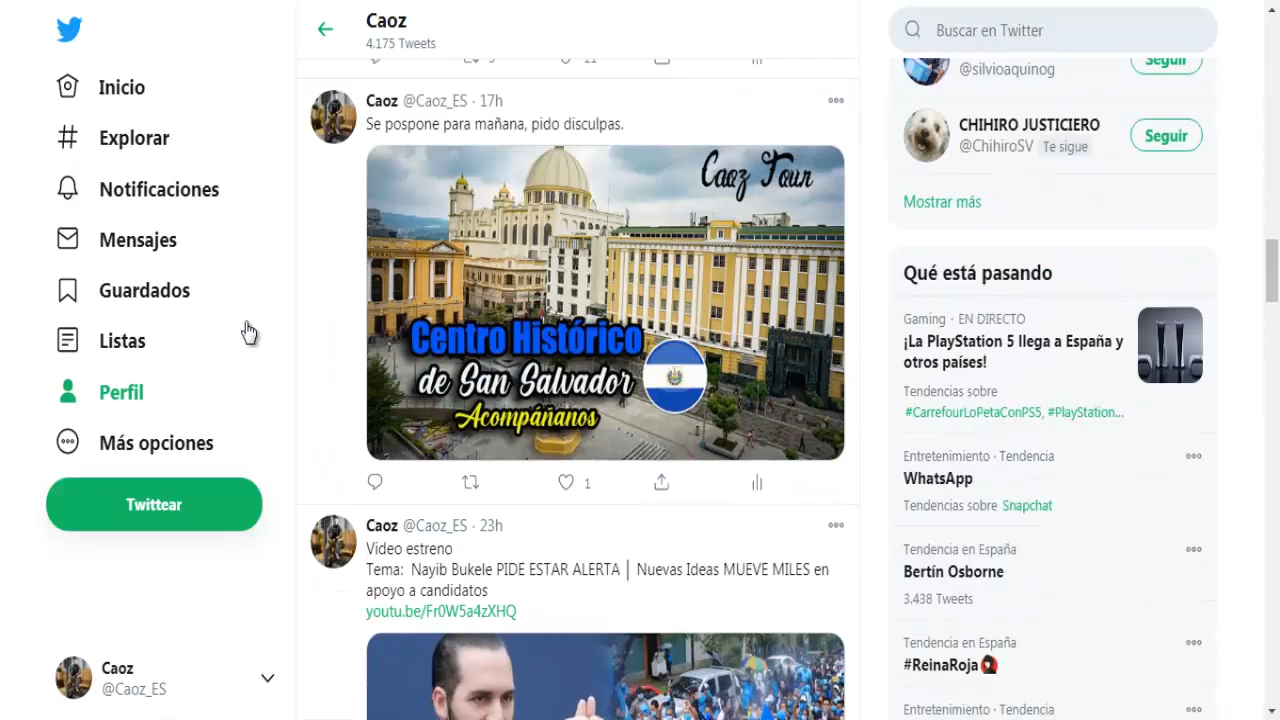 Inicio
Explorar
Notificaciones
Mensajes
Guardados
Listas
Perfil
Más opciones
Twittear
Caoz
@Caoz_ES
Caoz
4.175 Tweets
11
Caoz @Caoz_ES · 17h
Se pospone para mañana, pido disculpas.
Caoz Tour
Centro Histórico
de San Salvador
Acompáñanos
1
Caoz @Caoz_ES · 23h
Video estreno
Tema: Nayib Bukele PIDE ESTAR ALERTA | Nuevas Ideas MUEVE MILES en
apoyo a candidatos
youtu.be/Fr0W5a4zXHQ
Buscar en Twitter
@silvioaquinog
Seguir
CHIHIRO JUSTICIERO
@ChihiroSV Te sigue
Seguir
Mostrar más
Qué está pasando
Gaming · EN DIRECTO
¡La PlayStation 5 llega a España y
otros países!
Tendencias sobre
#CarrefourLoPetaConPS5, #PlayStation...
Entretenimiento · Tendencia
WhatsApp
Tendencias sobre Snapchat
Tendencia en España
Bertín Osborne
3.438 Tweets
Tendencia en España
#ReinaRoja
Entretenimiento · Tendencia